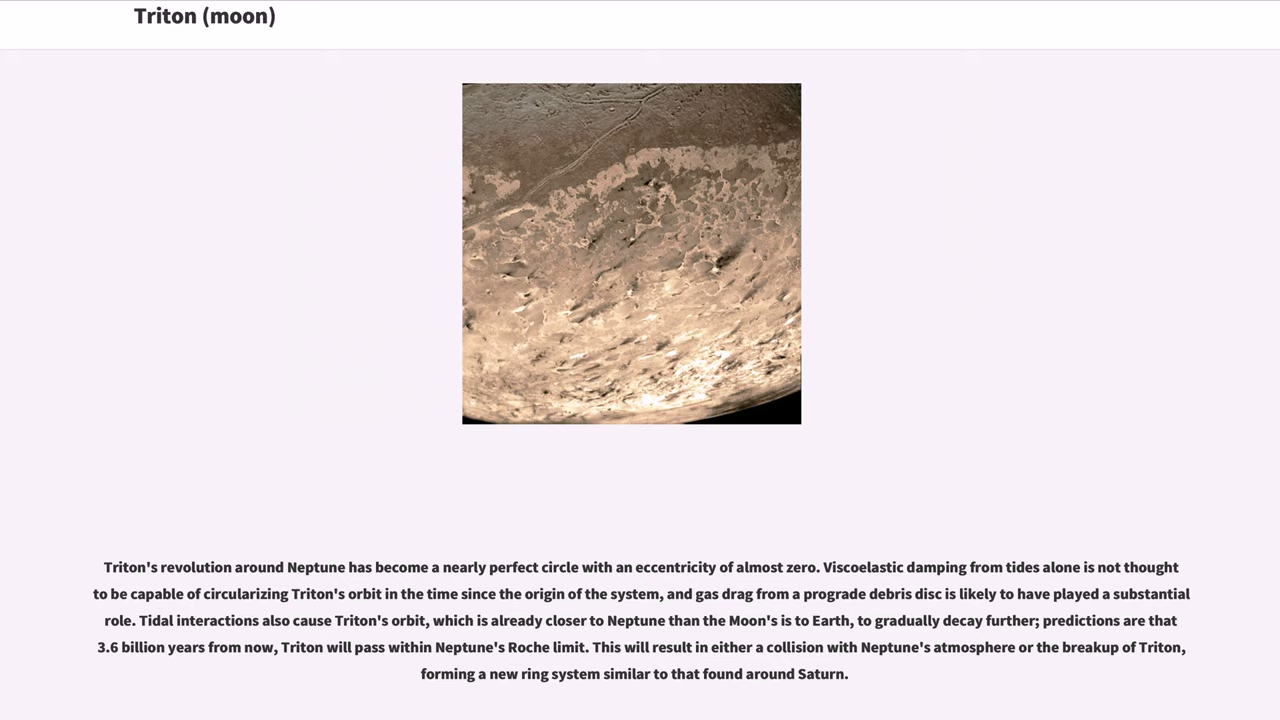 Triton (moon)
Triton's revolution around Neptune has become a nearly perfect circle with an eccentricity of almost zero. Viscoelastic damping from tides alone is not thought
to be capable of circularizing Triton's orbit in the time since the origin of the system, and gas drag from a prograde debris disc is likely to have played a substantial
role. Tidal interactions also cause Triton's orbit, which is already closer to Neptune than the Moon's is to Earth, to gradually decay further; predictions are that
3.6 billion years from now, Triton will pass within Neptune's Roche limit. This will result in either a collision with Neptune's atmosphere or the breakup of Triton,
forming a new ring system similar to that found around Saturn.